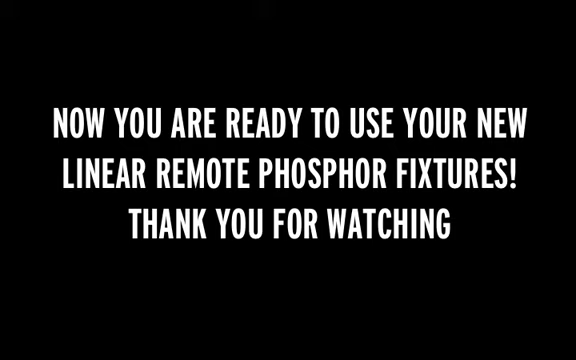 NOW YOU ARE READY TO USE YOUR NEW
LINEAR REMOTE PHOSPHOR FIXTURES!
THANK YOU FOR WATCHING